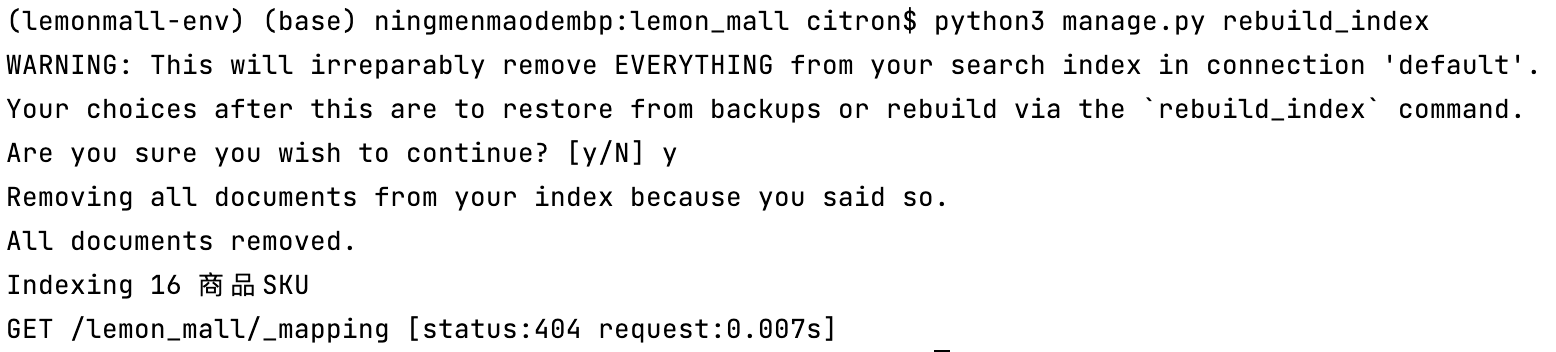 (lemonmall-env) (base) ningmenmaodembp:lemon_mall citron$ python3 manage.py rebuild_index
WARNING: This will irreparably remove EVERYTHING from your search index in connection 'default'.
Your choices after this are to restore from backups or rebuild via the `rebuild_index` command.
Are you sure you wish to continue? [y/N] y
Removing all documents from your index because you said so.
All documents removed.
Indexing 16 商品SKU
GET /lemon_mall/_mapping [status:404 request:0.007s]